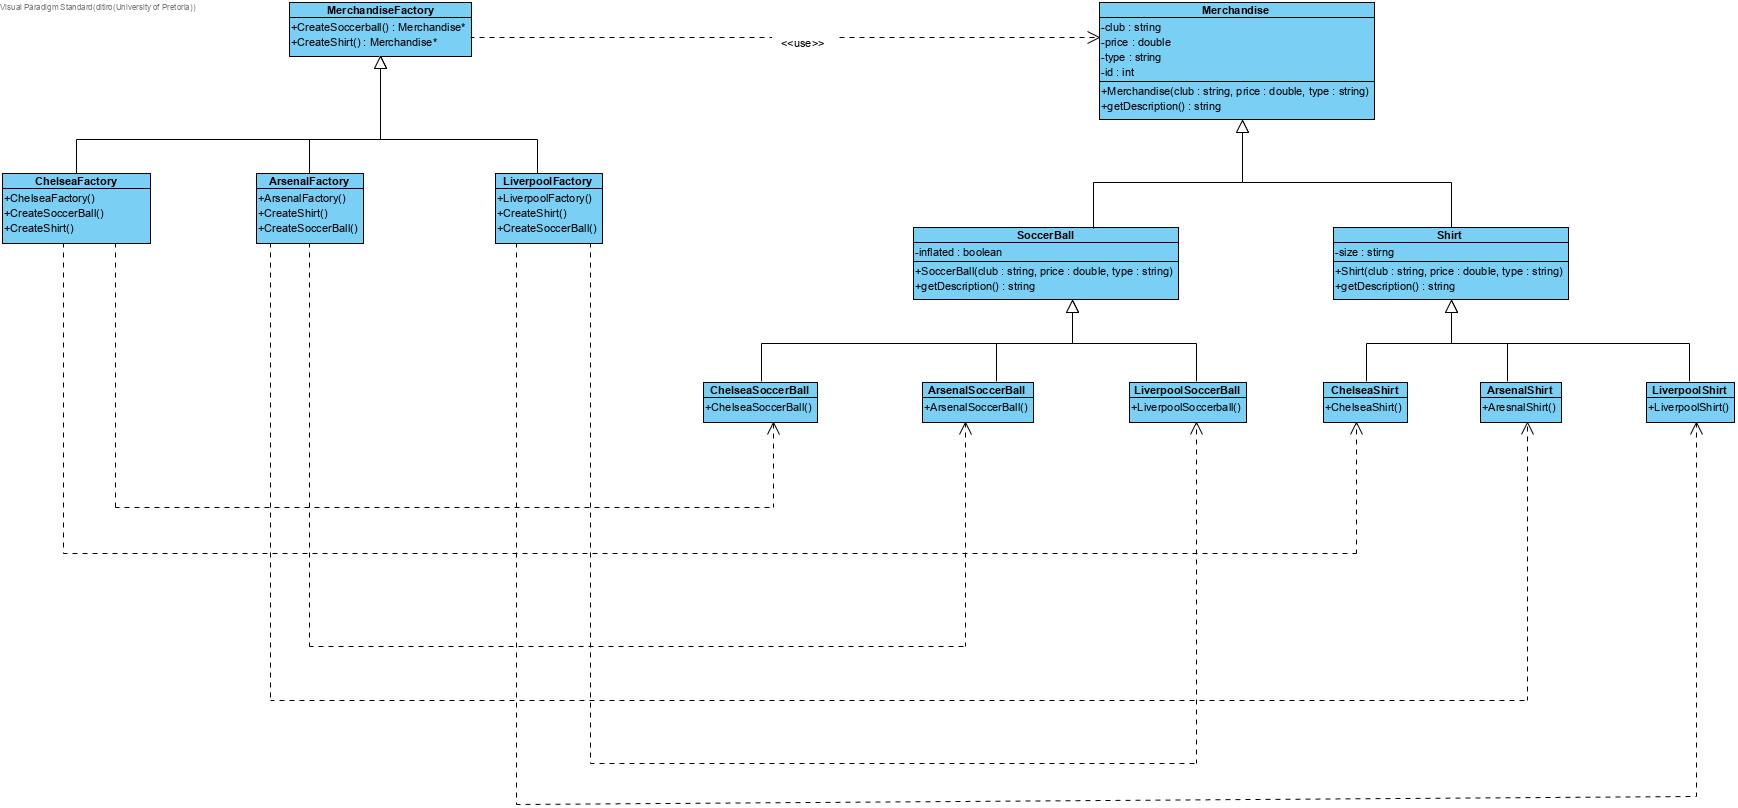 Visual Paradigm Standard(ditiro(University of Pretoria))
MerchandiseFactory
+CreateSoccerball() : Merchandise*
+CreateShirt() : Merchandise*
<<use>>
Merchandise
-club : string
-price : double
-type : string
-id : int
+Merchandise(club : string, price : double, type : string)
+getDescription() : string
ChelseaFactory
+ChelseaFactory()
+CreateSoccerBall()
+CreateShirt()
ArsenalFactory
+ArsenalFactory()
+CreateShirt()
+CreateSoccerBall()
LiverpoolFactory
+LiverpoolFactory()
+CreateShirt()
+CreateSoccerBall()
SoccerBall
-inflated : boolean
+SoccerBall(club : string, price : double, type : string)
+getDescription() : string
Shirt
-size : stirng
+Shirt(club : string, price : double, type : string)
+getDescription() : string
ChelseaSoccerBall
+ChelseaSoccerBall()
ArsenalSoccerBall
+ArsenalSoccerBall()
LiverpoolSoccerBall
+LiverpoolSoccerball()
ChelseaShirt
+ChelseaShirt()
ArsenalShirt
+AresnalShirt()
LiverpoolShirt
+LiverpoolShirt()